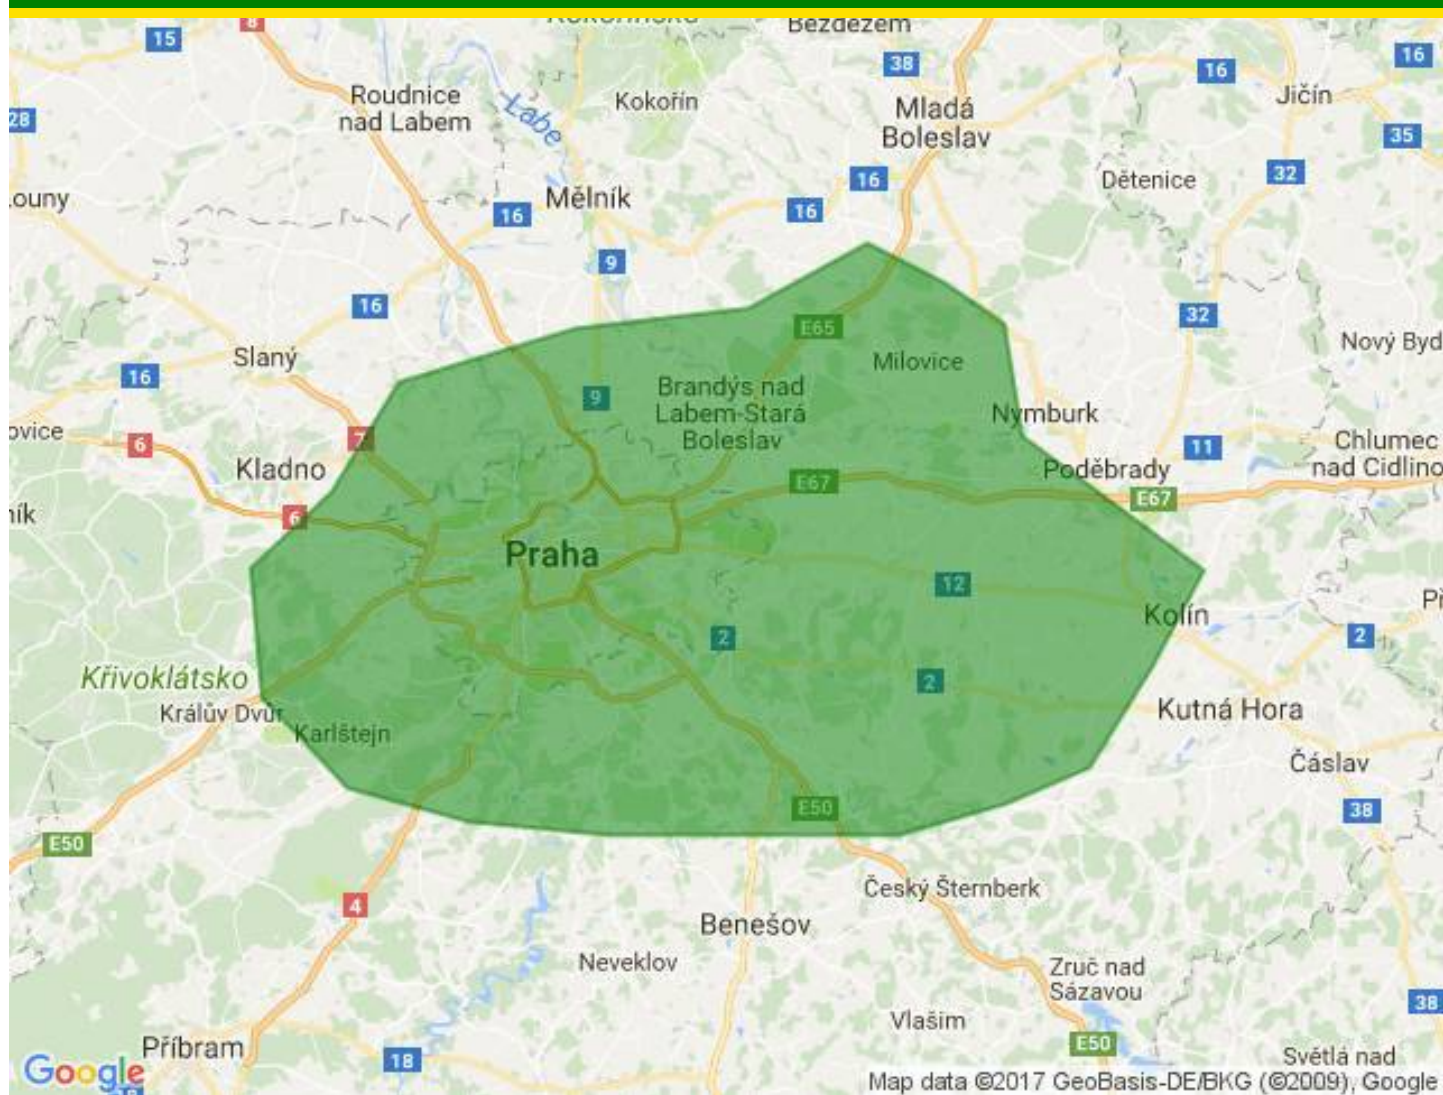 8
Kokořínsko
Bezdězem
15
38
16
16
Roudnice
nad Labem
Labe
Kokořín
Mladá
Boleslav
Jičín
28
35
16
Dětenice
32
ouny
Mělník
16
16
9
16
32
E65
Nový Byd
Slaný
16
Milovice
9
Brandýs nad
Labem-Stará
Boleslav
Nymburk
ovice
6
7
11
Chlumec
nad Cidlino
Kladno
E67
Poděbrady
E67
ník
6
Praha
12
Kolín
2
2
2
Křivoklátsko
Králův Dvůr
Karlštejn
Kutná Hora
Čáslav
E50
38
E50
Český Šternberk
4
Benešov
Neveklov
Zruč nad
Sázavou
Vlašim
38
Příbram
18
E50
Světlá nad
Google
Map data ©2017 GeoBasis-DE/BKG (©2009), Google